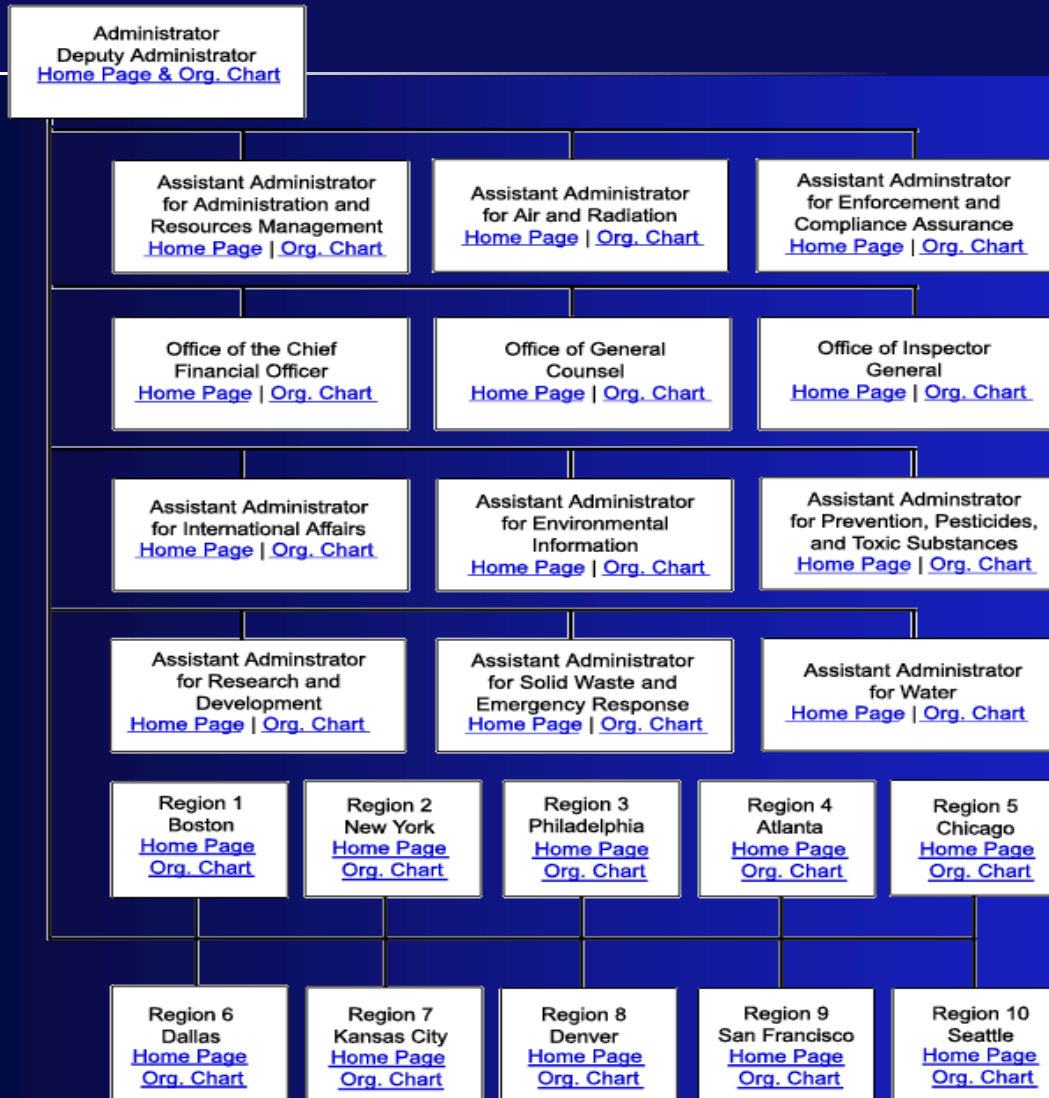 Administrator
Deputy Administrator
Home Page & Org. Chart
Assistant Administrator
for Administration and
Resources Management
Home Page | Org. Chart
Assistant Administrator
for Air and Radiation
Home Page | Org. Chart
Assistant Adminstrator
for Enforcement and
Compliance Assurance
Home Page | Org. Chart
Office of the Chief
Financial Officer
Home Page | Org. Chart
Office of General
Counsel
Home Page | Org. Chart
Office of Inspector
General
Home Page | Org. Chart
Assistant Administrator
for International Affairs
Home Page | Org. Chart
Assistant Administrator
for Environmental
Information
Home Page | Org. Chart
Assistant Adminstrator
for Prevention, Pesticides,
and Toxic Substances
Home Page | Org. Chart
Assistant Adminstrator
for Research and
Development
Home Page | Org. Chart
Assistant Administrator
for Solid Waste and
Emergency Response
Home Page | Org. Chart
Assistant Administrator
for Water
Home Page | Org. Chart
Region 1
Boston
Home Page
Org. Chart
Region 2
New York
Home Page
Org. Chart
Region 3
Philadelphia
Home Page
Org. Chart
Region 4
Atlanta
Home Page
Org. Chart
Region 5
Chicago
Home Page
Org. Chart
Region 6
Dallas
Home Page
Org. Chart
Region 7
Kansas City
Home Page
Org. Chart
Region 8
Denver
Home Page
Org. Chart
Region 9
San Francisco
Home Page
Org. Chart
Region 10
Seattle
Home Page
Org. Chart